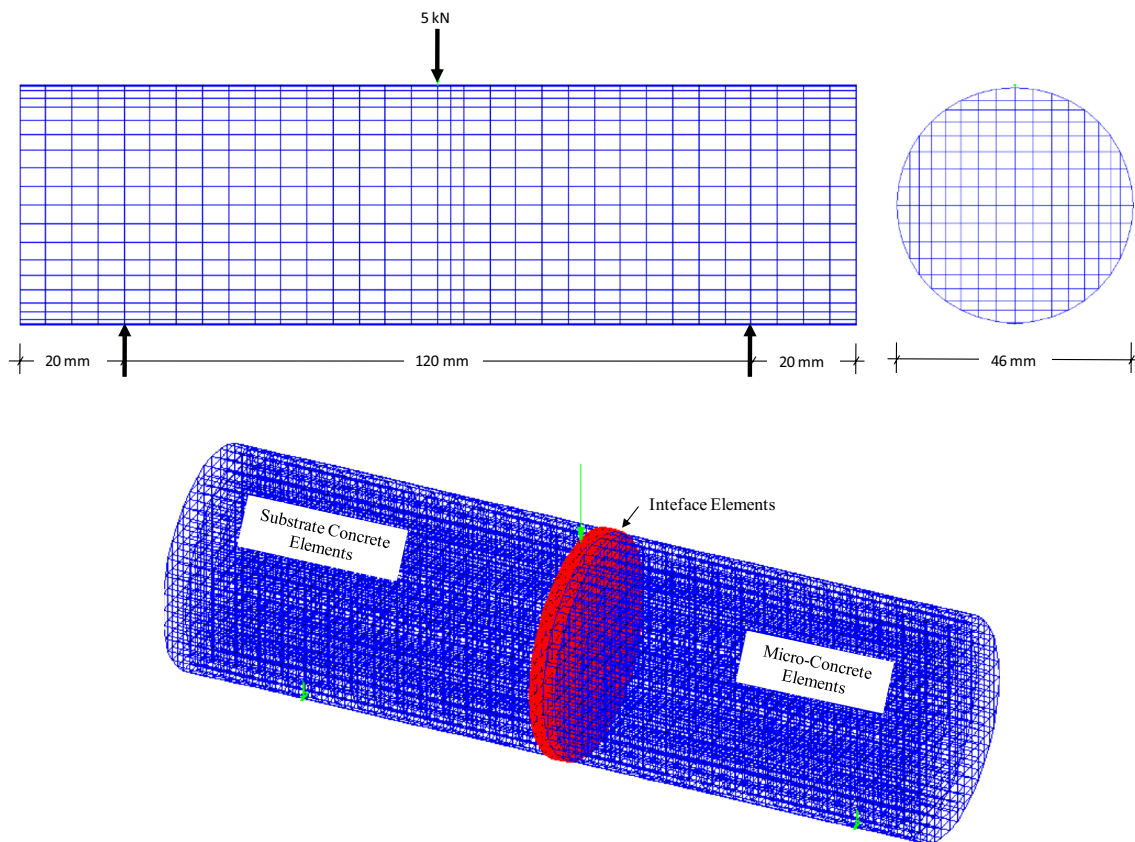 5 kN
20 mm
120 mm
20 mm
46 mm
Inteface Elements
Substrate Concrete
Elements
Micro-Concrete
Elements